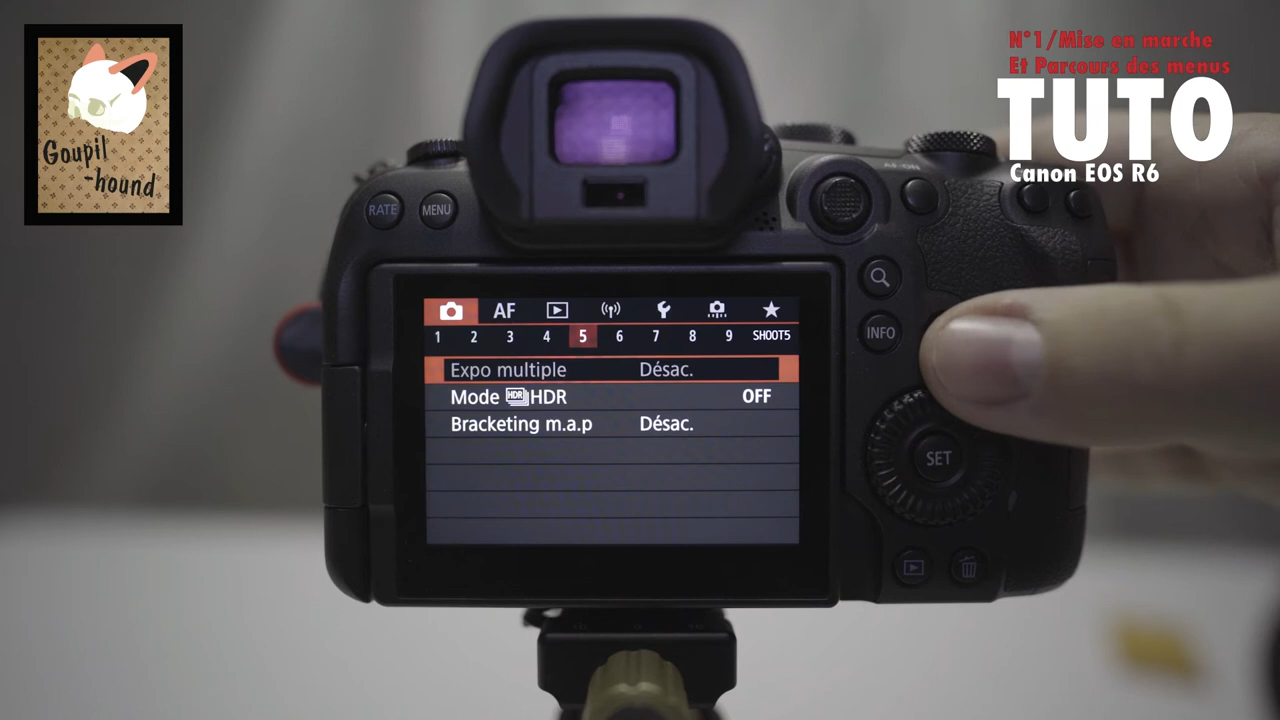 Goupil
-hound
N°1/Mise en marche
Et Parcours des menus
TUTO
Canon EOS R6
AF-ON
RATE
MENU
INFO
SET
AF
1 2 3 4 5 6 7 8 9 SHOOT5
Expo multiple Désac.
Mode HDR HDR OFF
Bracketing m.a.p Désac.